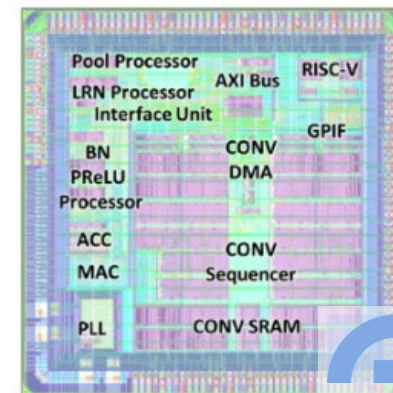 Pool Processor
AXI Bus
RISC-V
LRN Processor
Interface Unit
GPIF
BN
PReLU
Processor
CONV
DMA
ACC
MAC
CONV
Sequencer
PLL
CONV SRAM